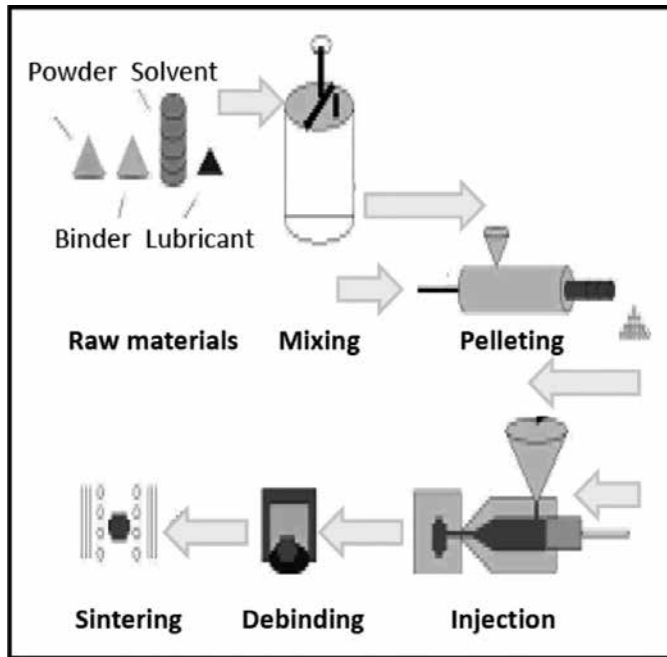 Powder Solvent
Binder Lubricant
Raw materials Mixing Pelleting
Sintering Debinding Injection